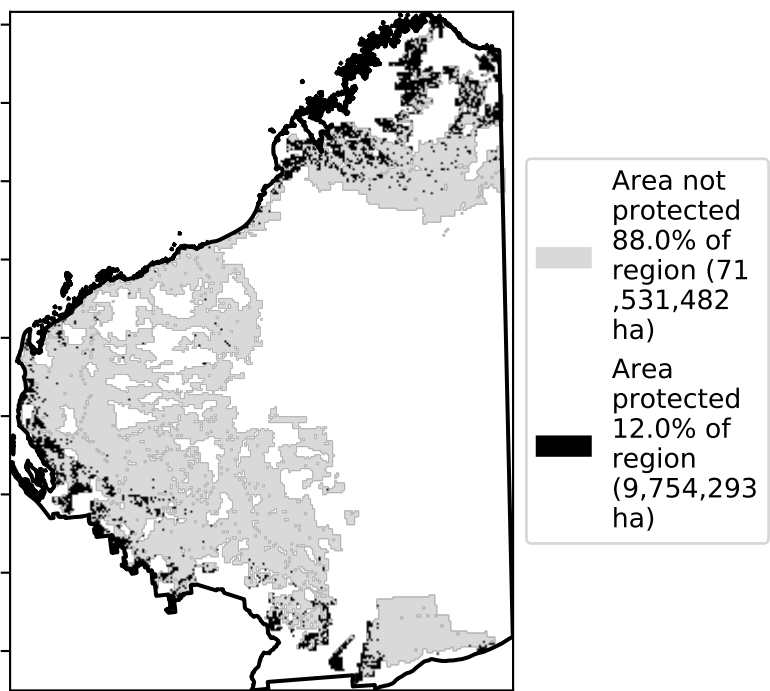 Area not
protected
88.0% of
region (71
,531,482
ha)
Area
protected
12.0% of
region
(9,754,293
ha)